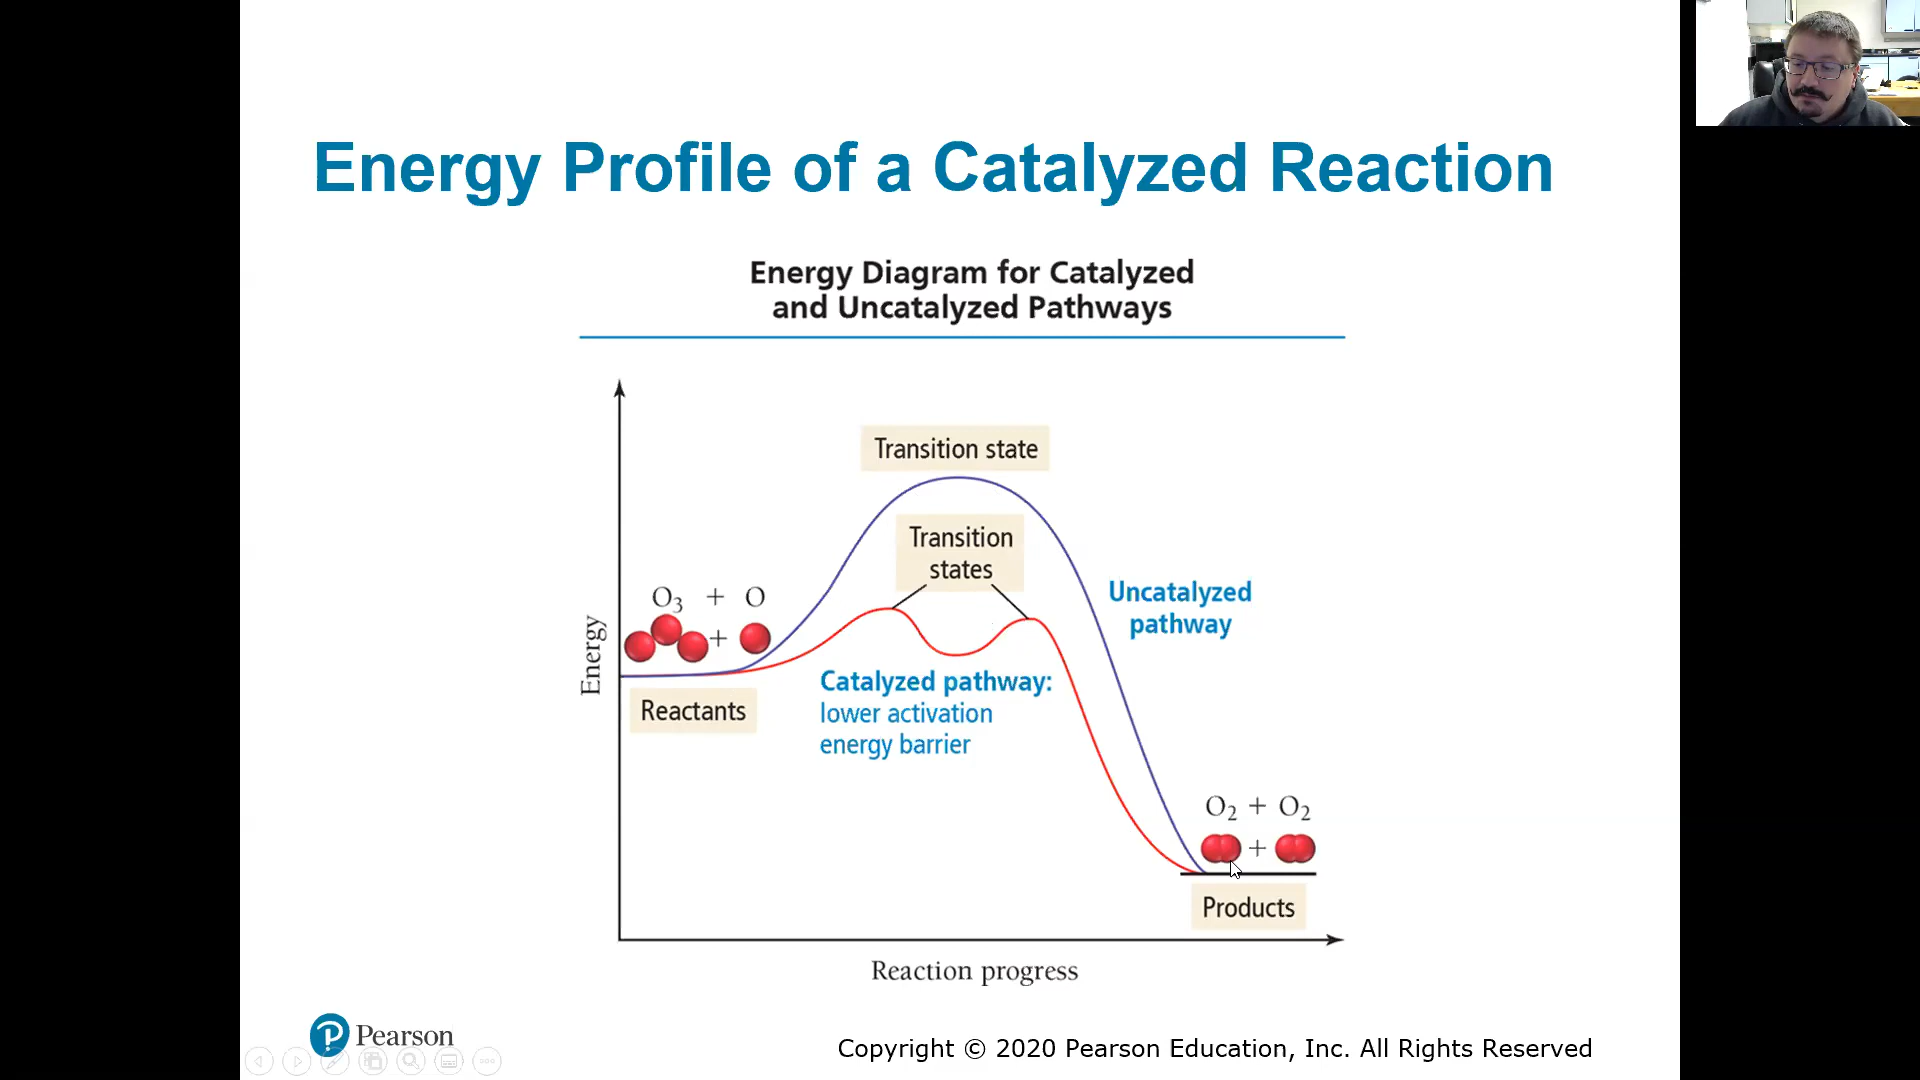 Energy Profile of a Catalyzed Reaction
Energy Diagram for Catalyzed
and Uncatalyzed Pathways
Transition state
Transition
states
O₃ + O
+
Uncatalyzed
pathway
Energy
Catalyzed pathway:
lower activation
energy barrier
Reactants
O₂ + O₂
+
Products
Reaction progress
P Pearson
Copyright © 2020 Pearson Education, Inc. All Rights Reserved